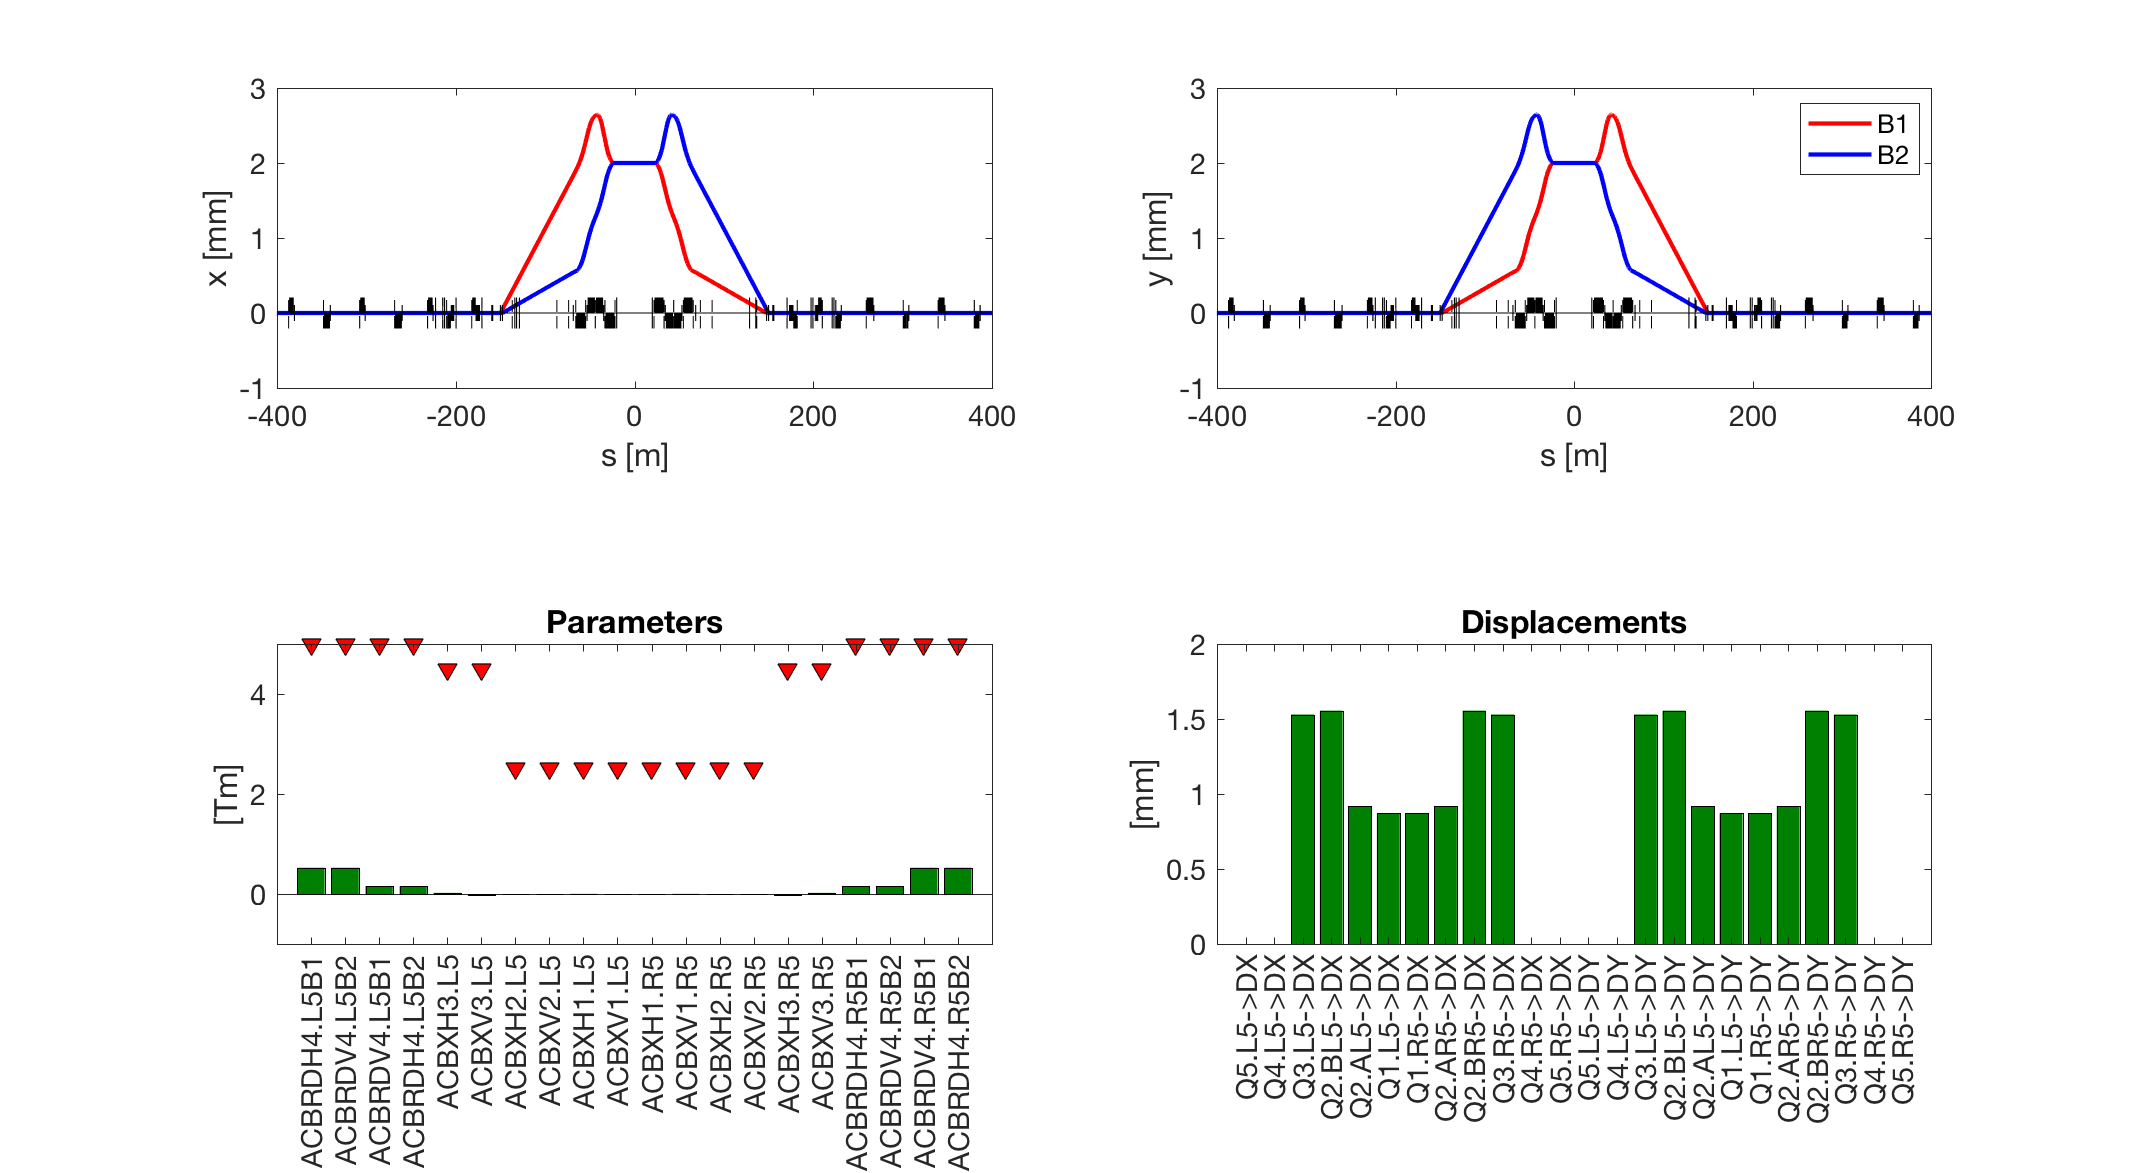 3
2
1
0
-1
-400
-200
0
200
400
x [mm]
s [m]
3
2
1
0
-1
-400
-200
0
200
400
y [mm]
s [m]
B1
B2
Parameters
4
2
0
[Tm]
ACBRDH4.L5B1
ACBRDV4.L5B2
ACBRDV4.L5B1
ACBRDH4.L5B2
ACBXH3.L5
ACBXV3.L5
ACBXH2.L5
ACBXV2.L5
ACBXH1.L5
ACBXV1.L5
ACBXH1.R5
ACBXV1.R5
ACBXH2.R5
ACBXV2.R5
ACBXH3.R5
ACBXV3.R5
ACBRDH4.R5B1
ACBRDV4.R5B2
ACBRDV4.R5B1
ACBRDH4.R5B2
Displacements
2
1.5
1
0.5
0
[mm]
Q5.L5->DX
Q4.L5->DX
Q3.L5->DX
Q2.BL5->DX
Q2.AL5->DX
Q1.L5->DX
Q1.R5->DX
Q2.AR5->DX
Q2.BR5->DX
Q3.R5->DX
Q4.R5->DX
Q5.R5->DX
Q5.L5->DY
Q4.L5->DY
Q3.L5->DY
Q2.BL5->DY
Q2.AL5->DY
Q1.L5->DY
Q1.R5->DY
Q2.AR5->DY
Q2.BR5->DY
Q3.R5->DY
Q4.R5->DY
Q5.R5->DY